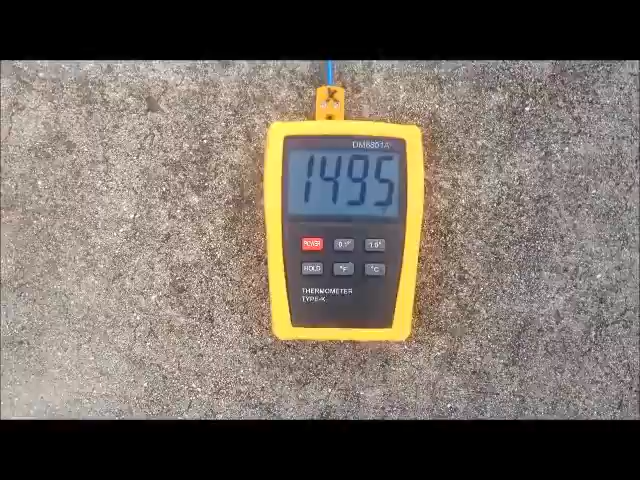 K
DM6801A
1495
POWER 0.1° 1.0°
HOLD °F °C
THERMOMETER
TYPE-K